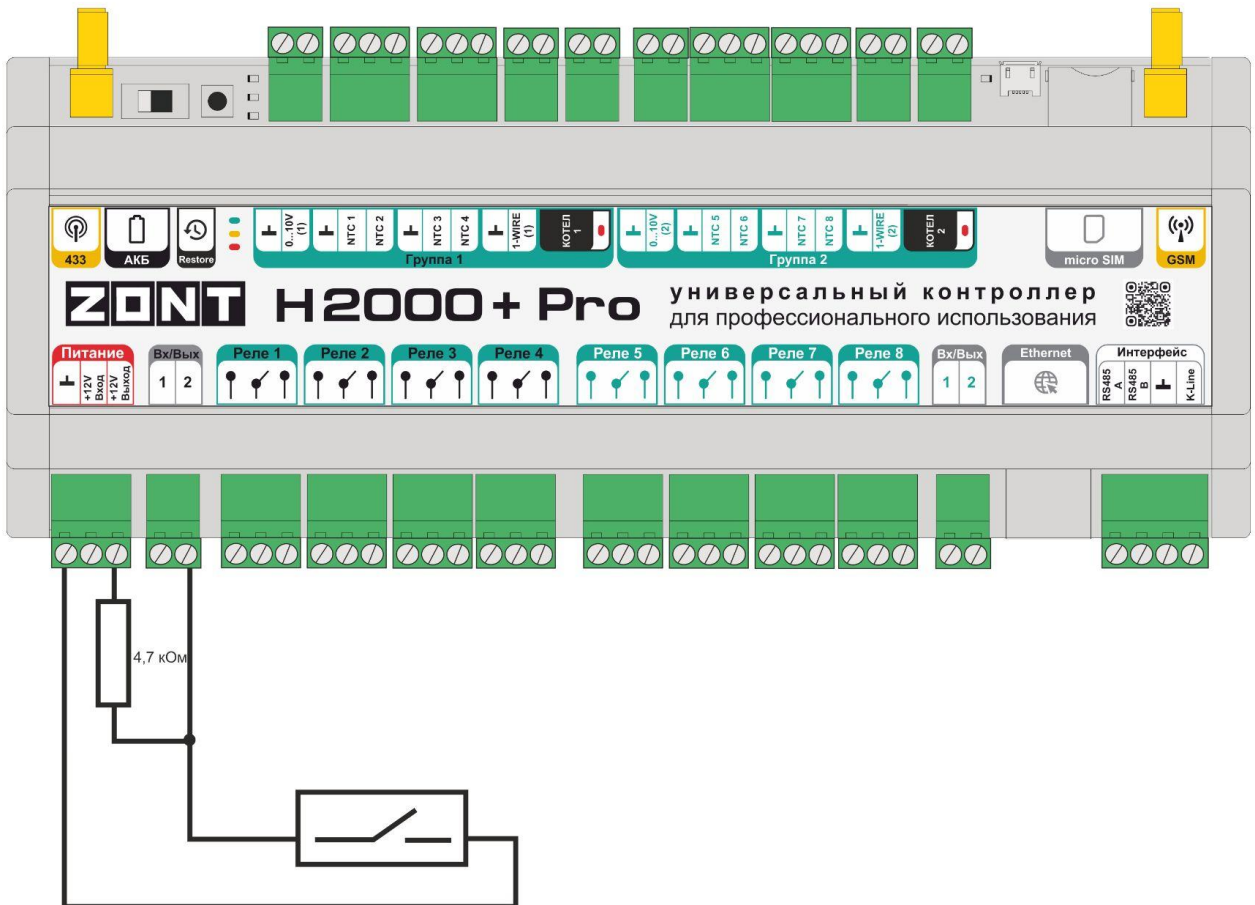 433
АКБ
Restore
⊥
0...10V (1)
⊥
NTC 1
NTC 2
⊥
NTC 3
NTC 4
⊥
1-WIRE (1)
КОТЕЛ 1
Группа 1
⊥
0...10V (2)
⊥
NTC 5
NTC 6
⊥
NTC 7
NTC 8
⊥
1-WIRE (2)
КОТЕЛ 2
Группа 2
micro SIM
GSM
ZONT H2000+ Pro
универсальный контроллер
для профессионального использования
Питание
⊥
+12V Вход
+12V Выход
Вх/Вых
1 2
Реле 1
Реле 2
Реле 3
Реле 4
Реле 5
Реле 6
Реле 7
Реле 8
Вх/Вых
1 2
Ethernet
Интерфейс
RS485 A
RS485 B
⊥
K-Line
4,7 кОм